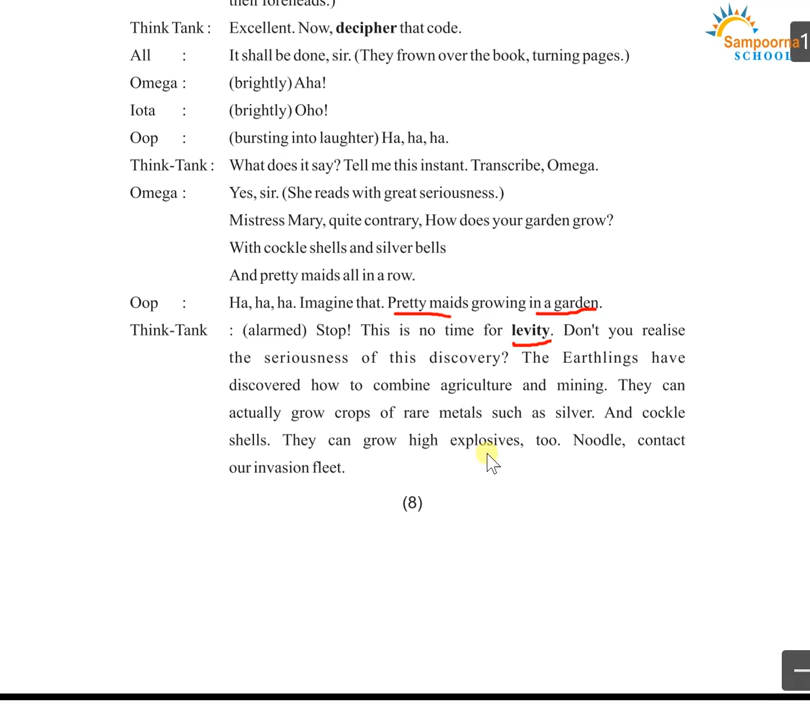 their foreheads.)
Think Tank : Excellent. Now, decipher that code.
All : It shall be done, sir. (They frown over the book, turning pages.)
Omega : (brightly) Aha!
Iota : (brightly) Oho!
Oop : (bursting into laughter) Ha, ha, ha.
Think-Tank : What does it say? Tell me this instant. Transcribe, Omega.
Omega : Yes, sir. (She reads with great seriousness.)
Mistress Mary, quite contrary, How does your garden grow?
With cockle shells and silver bells
And pretty maids all in a row.
Oop : Ha, ha, ha. Imagine that. Pretty maids growing in a garden.
Think-Tank : (alarmed) Stop! This is no time for levity. Don't you realise
the seriousness of this discovery? The Earthlings have
discovered how to combine agriculture and mining. They can
actually grow crops of rare metals such as silver. And cockle
shells. They can grow high explosives, too. Noodle, contact
our invasion fleet.
(8)
Sampoorna
SCHOOL
1